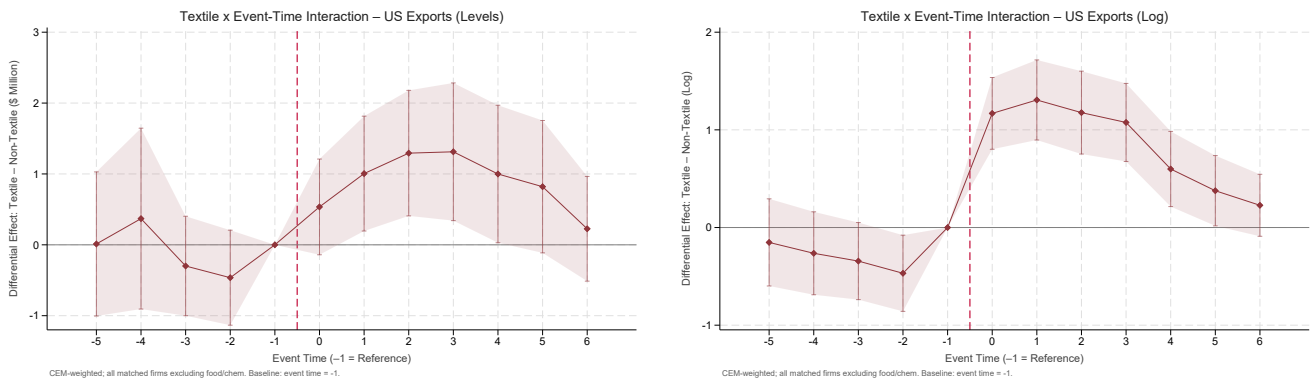 Textile x Event-Time Interaction – US Exports (Levels)
Differential Effect: Textile – Non-Textile ($ Million)
3
2
1
0
-1
-5 -4 -3 -2 -1 0 1 2 3 4 5 6
Event Time (–1 = Reference)
CEM-weighted; all matched firms excluding food/chem. Baseline: event time = -1.
Textile x Event-Time Interaction – US Exports (Log)
Differential Effect: Textile – Non-Textile (Log)
2
1
0
-1
-5 -4 -3 -2 -1 0 1 2 3 4 5 6
Event Time (–1 = Reference)
CEM-weighted; all matched firms excluding food/chem. Baseline: event time = -1.